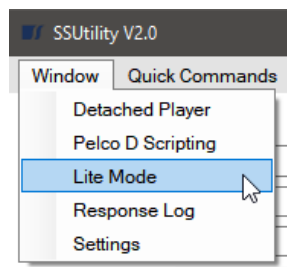 SSUtility V2.0
Window Quick Commands
Detached Player
Pelco D Scripting
Lite Mode
Response Log
Settings